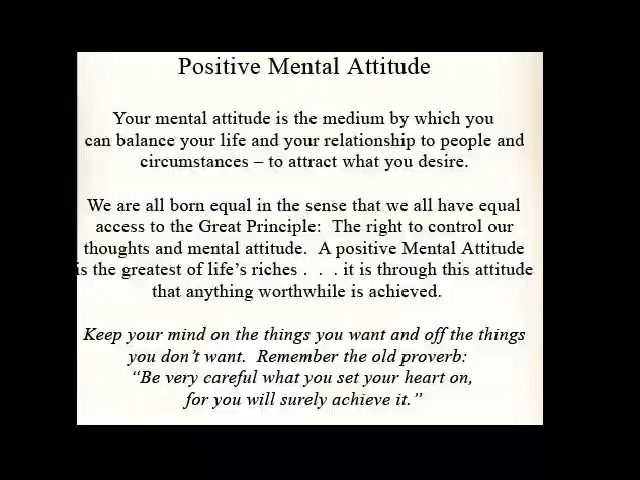 Positive Mental Attitude
Your mental attitude is the medium by which you
can balance your life and your relationship to people and
circumstances – to attract what you desire.
We are all born equal in the sense that we all have equal
access to the Great Principle: The right to control our
thoughts and mental attitude. A positive Mental Attitude
is the greatest of life’s riches . . . it is through this attitude
that anything worthwhile is achieved.
Keep your mind on the things you want and off the things
you don’t want. Remember the old proverb:
“Be very careful what you set your heart on,
for you will surely achieve it.”